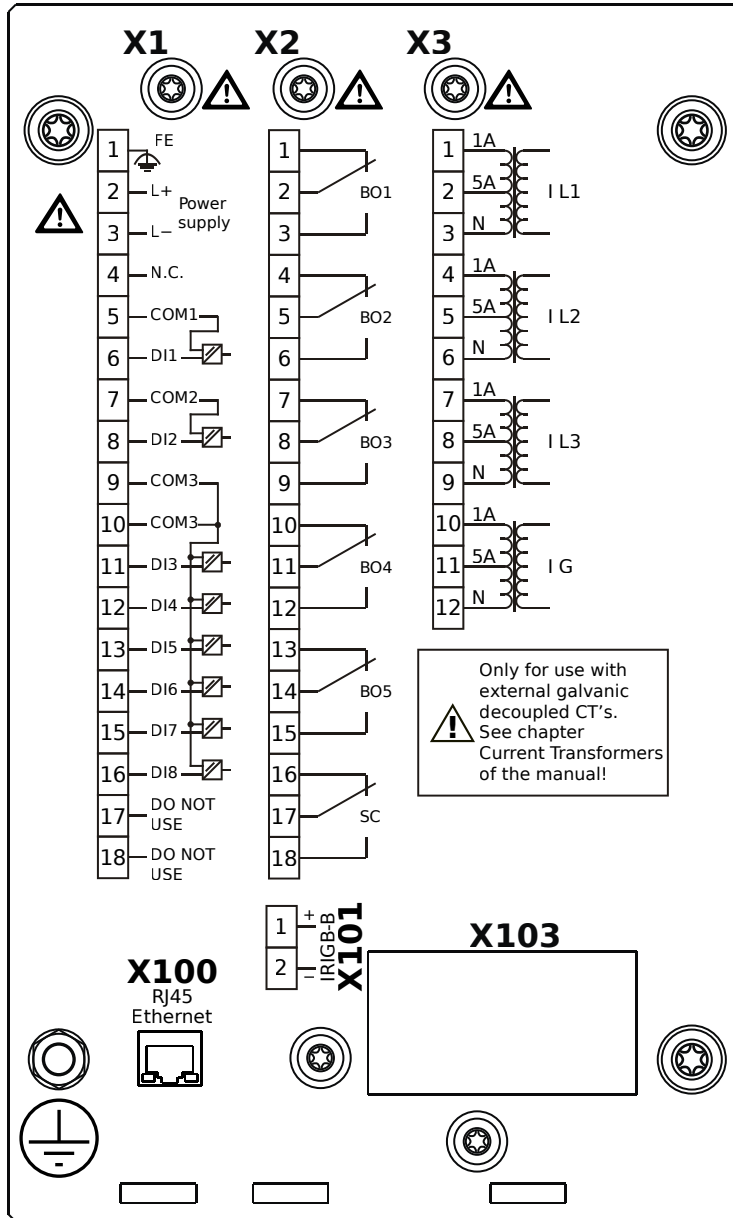 X1
X2
X3
1 FE
2 L+
3 L−
Power
supply
4 N.C.
5 COM1
6 DI1
7 COM2
8 DI2
9 COM3
10 COM3
11 DI3
12 DI4
13 DI5
14 DI6
15 DI7
16 DI8
17 DO NOT
USE
18 DO NOT
USE
1
2 BO1
3
4
5 BO2
6
7
8 BO3
9
10
11 BO4
12
13
14 BO5
15
16
17 SC
18
1 1A
2 5A I L1
3 N
4 1A
5 5A I L2
6 N
7 1A
8 5A I L3
9 N
10 1A
11 5A I G
12 N
Only for use with
external galvanic
decoupled CT's.
See chapter
Current Transformers
of the manual!
1 +
2 −
IRIGB-B
X101
X103
X100
RJ45
Ethernet